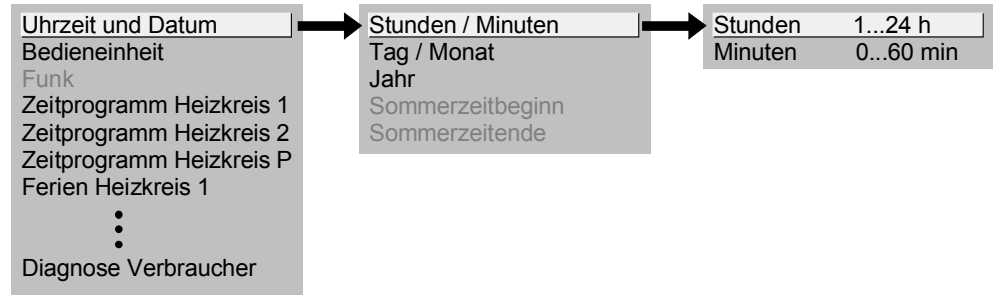 Uhrzeit und Datum
Bedieneinheit
Funk
Zeitprogramm Heizkreis 1
Zeitprogramm Heizkreis 2
Zeitprogramm Heizkreis P
Ferien Heizkreis 1
Diagnose Verbraucher
Stunden / Minuten
Tag / Monat
Jahr
Sommerzeitbeginn
Sommerzeitende
Stunden 1...24 h
Minuten 0...60 min